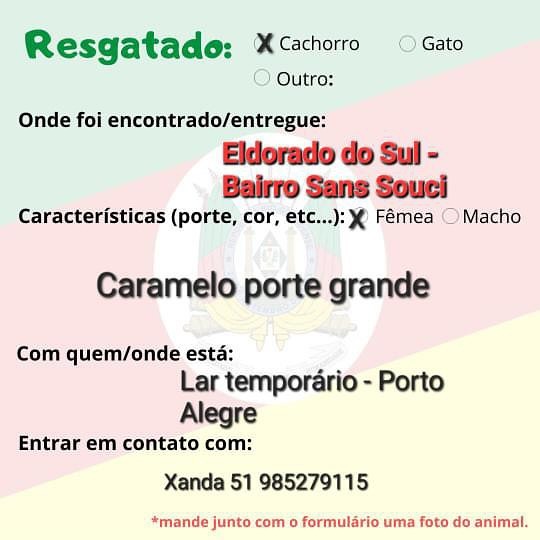 Resgatado: X Cachorro Gato
Outro:
Onde foi encontrado/entregue:
Eldorado do Sul -
Bairro Sans Souci
Características (porte, cor, etc...): X Fêmea Macho
Caramelo porte grande
Com quem/onde está:
Lar temporário - Porto
Alegre
Entrar em contato com:
Xanda 51 985279115
*mande junto com o formulário uma foto do animal.